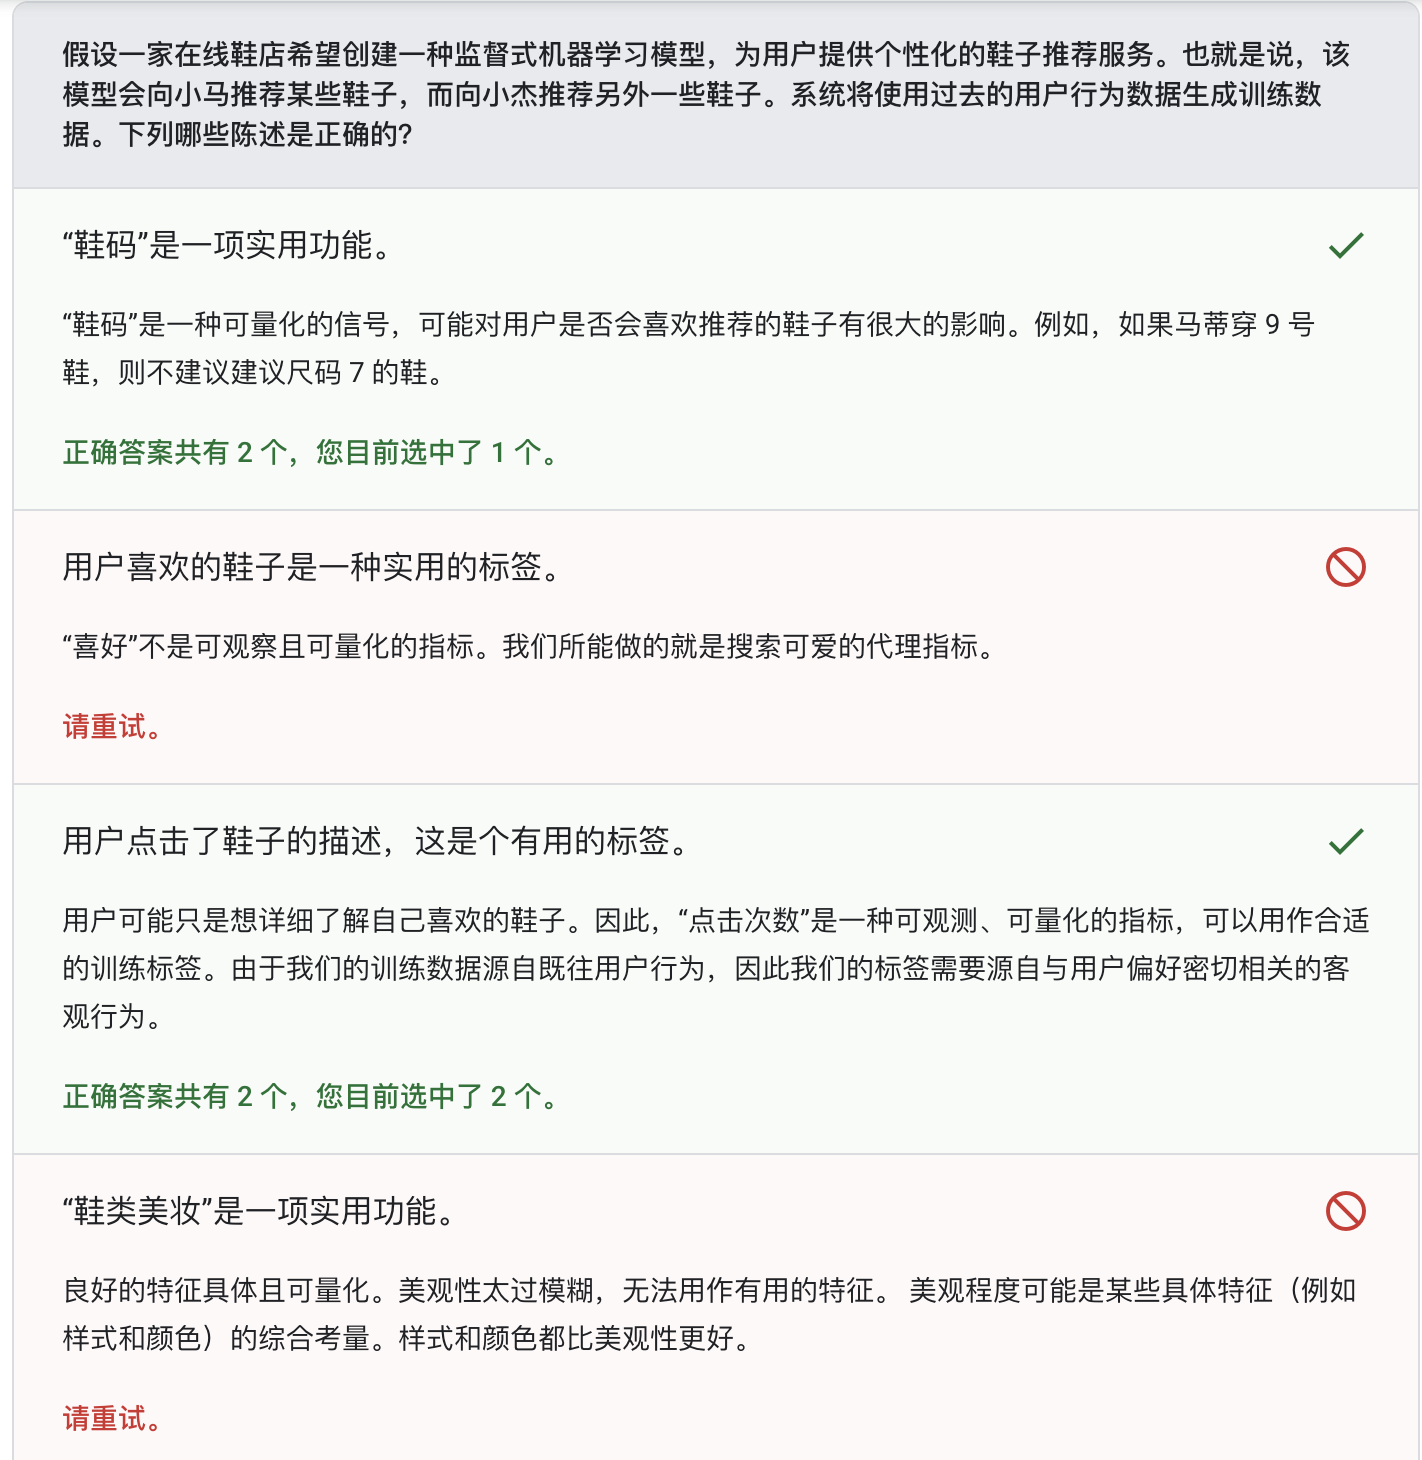 假设一家在线鞋店希望创建一种监督式机器学习模型，为用户提供个性化的鞋子推荐服务。也就是说，该
模型会向小马推荐某些鞋子，而向小杰推荐另外一些鞋子。系统将使用过去的用户行为数据生成训练数
据。下列哪些陈述是正确的?
“鞋码”是一项实用功能。
“鞋码”是一种可量化的信号，可能对用户是否会喜欢推荐的鞋子有很大的影响。例如，如果马蒂穿 9 号
鞋，则不建议建议尺码 7 的鞋。
正确答案共有 2 个，您目前选中了 1 个。
用户喜欢的鞋子是一种实用的标签。
“喜好”不是可观察且可量化的指标。我们所能做的就是搜索可爱的代理指标。
请重试。
用户点击了鞋子的描述，这是个有用的标签。
用户可能只是想详细了解自己喜欢的鞋子。因此，“点击次数”是一种可观测、可量化的指标，可以用作合适
的训练标签。由于我们的训练数据源自既往用户行为，因此我们的标签需要源自与用户偏好密切相关的客
观行为。
正确答案共有 2 个，您目前选中了 2 个。
“鞋类美妆”是一项实用功能。
良好的特征具体且可量化。美观性太过模糊，无法用作有用的特征。 美观程度可能是某些具体特征（例如
样式和颜色）的综合考量。样式和颜色都比美观性更好。
请重试。